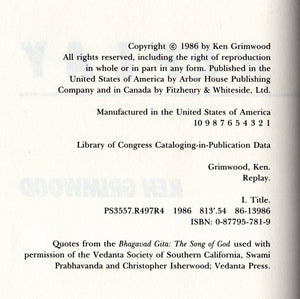 Copyright © 1986 by Ken Grimwood
All rights reserved, including the right of reproduction
in whole or in part in any form. Published in the
United States of America by Arbor House Publishing
Company and in Canada by Fitzhenry & Whiteside, Ltd.
Manufactured in the United States of America
10 9 8 7 6 5 4 3 2 1
Library of Congress Cataloging-in-Publication Data
Grimwood, Ken.
Replay.
I. Title.
PS3557.R497R4 1986 813'.54 86-13986
ISBN: 0-87795-781-9
Quotes from the Bhagavad Gita: The Song of God used with
permission of the Vedanta Society of Southern California, Swami
Prabhavanda and Christopher Isherwood; Vedanta Press.